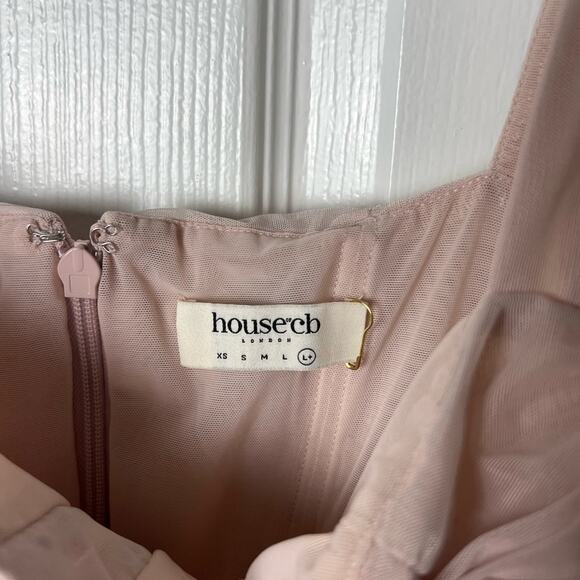 house of cb
LONDON
XS S M L L+